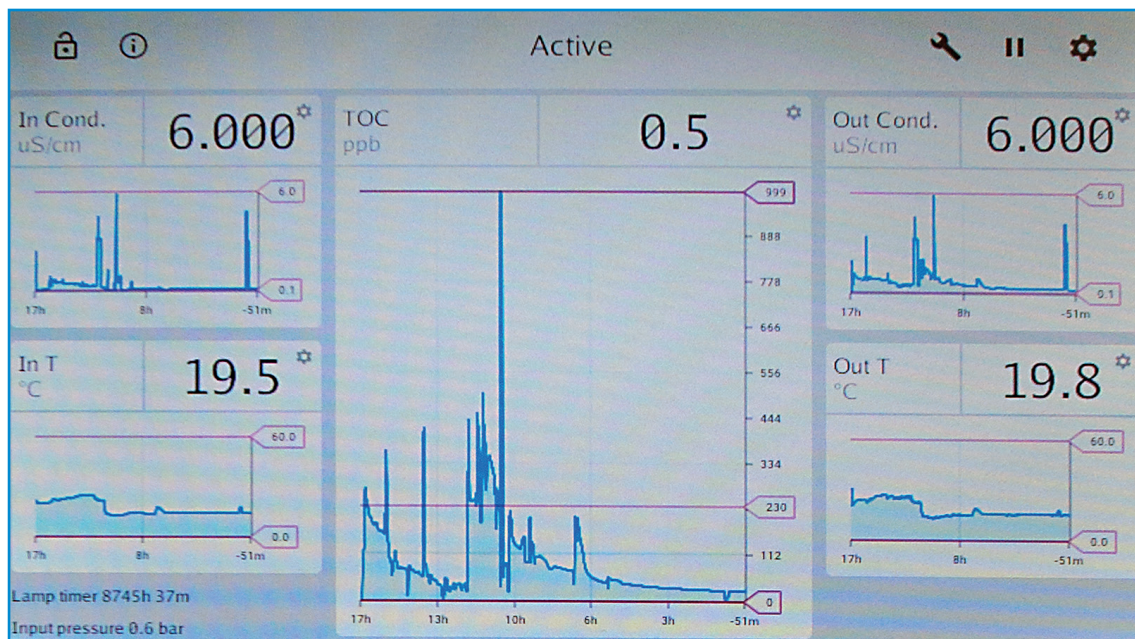 Active
In Cond.
uS/cm
6.000
6.0
0.1
17h 8h -51m
In T
°C
19.5
60.0
0.0
17h 8h -51m
Lamp timer 8745h 37m
Input pressure 0.6 bar
TOC
ppb
0.5
999
888
778
666
556
444
334
230
112
0
17h 13h 10h 6h 3h -51m
Out Cond.
uS/cm
6.000
6.0
0.1
17h 8h -51m
Out T
°C
19.8
60.0
0.0
17h 8h -51m